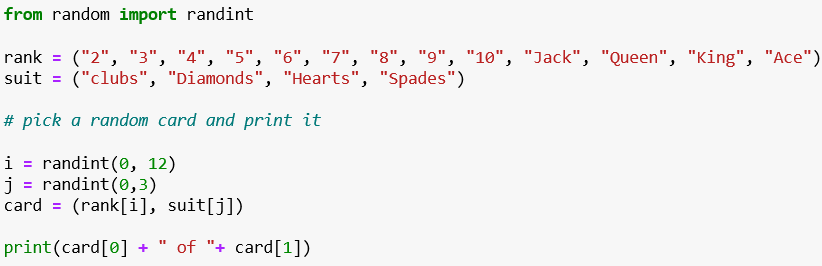 from random import randint
rank = ("2", "3", "4", "5", "6", "7", "8", "9", "10", "Jack", "Queen", "King", "Ace")
suit = ("clubs", "Diamonds", "Hearts", "Spades")
# pick a random card and print it
i = randint(0, 12)
j = randint(0,3)
card = (rank[i], suit[j])
print(card[0] + " of "+ card[1])